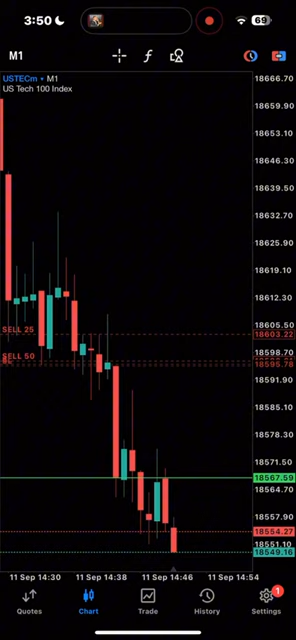 3:50
69
M1
USTECm M1
US Tech 100 Index
18666.70
18659.90
18653.10
18646.30
18639.50
18632.70
18625.90
18619.10
18612.30
18605.50
SELL 25
18603.22
18598.70
SELL 50
18595.78
18591.90
18585.10
18578.30
18571.50
18567.59
18564.70
18557.90
18554.27
18551.10
18549.16
11 Sep 14:30
11 Sep 14:38
11 Sep 14:46
11 Sep 14:54
1
Quotes
Chart
Trade
History
Settings